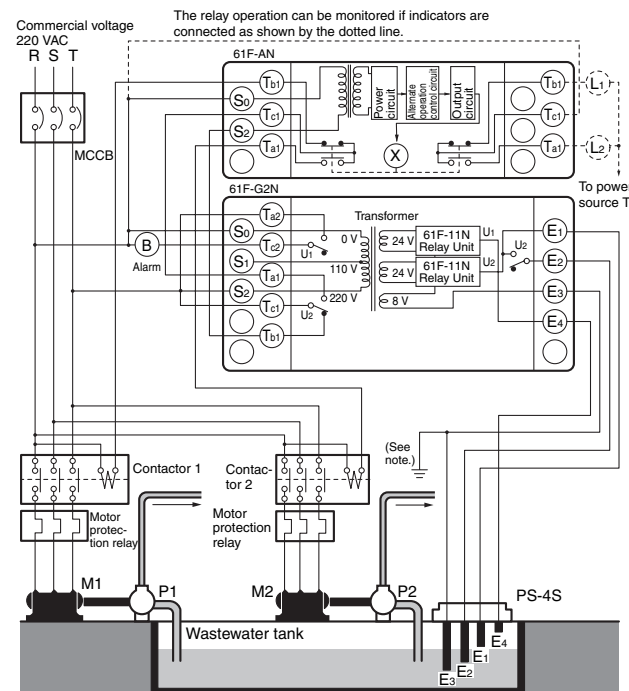 The relay operation can be monitored if indicators are
connected as shown by the dotted line.
Commercial voltage
220 VAC
R S T
MCCB
61F-AN
Tb1
S0
Tc1
S2
Ta1
Power circuit
Alternate operation control circuit
Output circuit
X
Tb1
Tc1
Ta1
L1
L2
To power
source T
61F-G2N
Ta2
S0
Tc2
S1
Ta1
S2
Tc1
Tb1
B
Alarm
U1
U2
Transformer
0 V
110 V
220 V
24 V
24 V
8 V
61F-11N
Relay Unit
61F-11N
Relay Unit
U1
U2
U2
E1
E2
E3
E4
(See
note.)
Contactor 1
Contac-
tor 2
Motor
protec-
tion relay
Motor
protection
relay
M1
P1
M2
P2
PS-4S
Wastewater tank
E4
E1
E2
E3